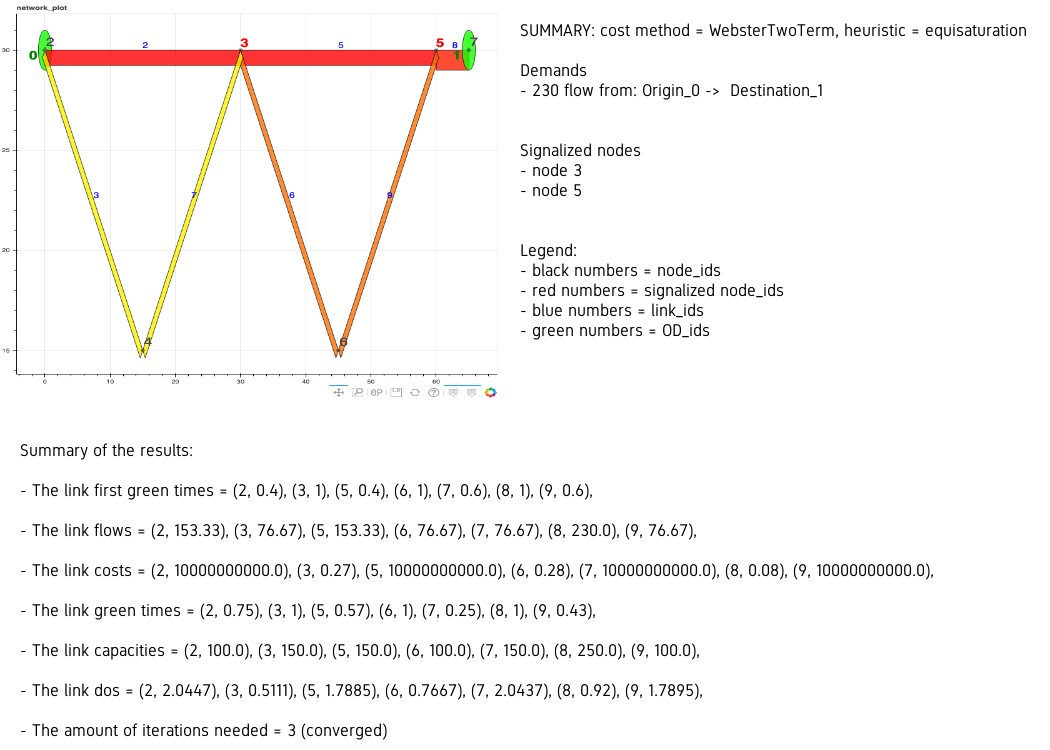 network_plot
SUMMARY: cost method = WebsterTwoTerm, heuristic = equisaturation
Demands
- 230 flow from: Origin_0 -> Destination_1
Signalized nodes
- node 3
- node 5
Legend:
- black numbers = node_ids
- red numbers = signalized node_ids
- blue numbers = link_ids
- green numbers = OD_ids
30
25
20
15
0
10
20
30
40
50
60
0
2
2
3
5
5
8
1
7
3
7
6
9
4
6
Summary of the results:
- The link first green times = (2, 0.4), (3, 1), (5, 0.4), (6, 1), (7, 0.6), (8, 1), (9, 0.6),
- The link flows = (2, 153.33), (3, 76.67), (5, 153.33), (6, 76.67), (7, 76.67), (8, 230.0), (9, 76.67),
- The link costs = (2, 10000000000.0), (3, 0.27), (5, 10000000000.0), (6, 0.28), (7, 10000000000.0), (8, 0.08), (9, 10000000000.0),
- The link green times = (2, 0.75), (3, 1), (5, 0.57), (6, 1), (7, 0.25), (8, 1), (9, 0.43),
- The link capacities = (2, 100.0), (3, 150.0), (5, 150.0), (6, 100.0), (7, 150.0), (8, 250.0), (9, 100.0),
- The link dos = (2, 2.0447), (3, 0.5111), (5, 1.7885), (6, 0.7667), (7, 2.0437), (8, 0.92), (9, 1.7895),
- The amount of iterations needed = 3 (converged)